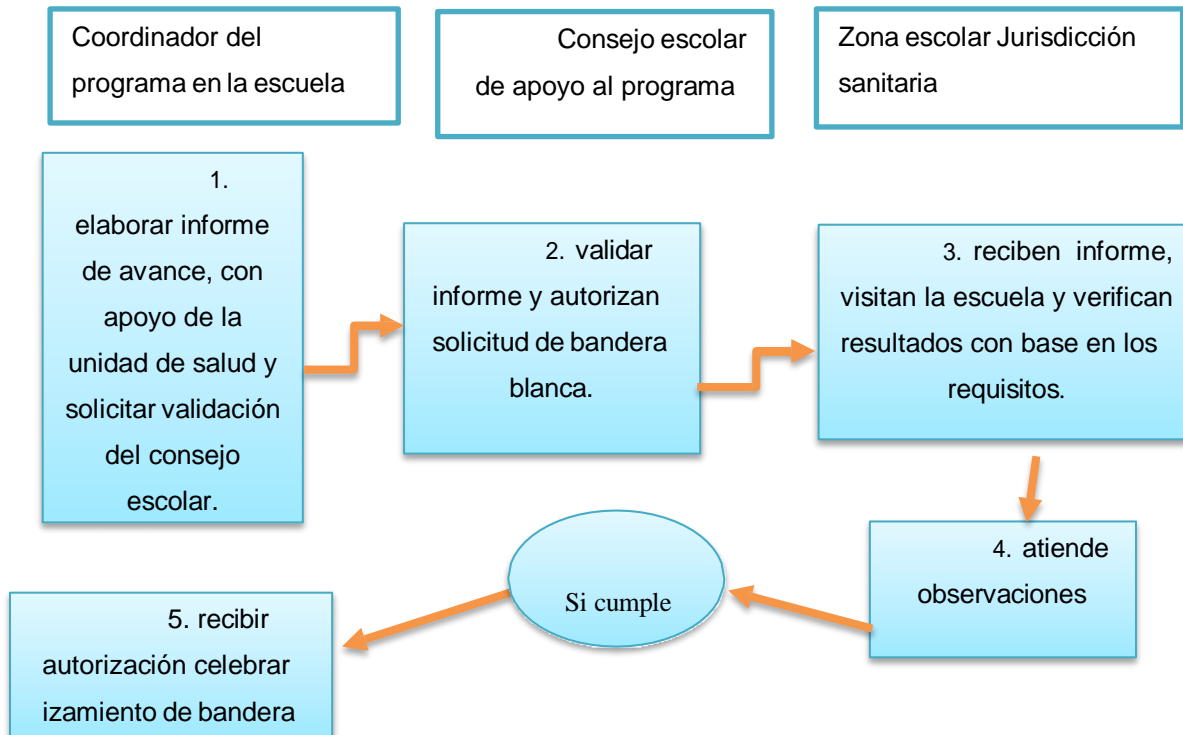 Coordinador del
programa en la escuela
Consejo escolar
de apoyo al programa
Zona escolar Jurisdicción
sanitaria
1.
elaborar informe
de avance, con
apoyo de la
unidad de salud y
solicitar validación
del consejo
escolar.
2. validar
informe y autorizan
solicitud de bandera
blanca.
3. reciben informe,
visitan la escuela y verifican
resultados con base en los
requisitos.
4. atiende
observaciones
Si cumple
5. recibir
autorización celebrar
izamiento de bandera